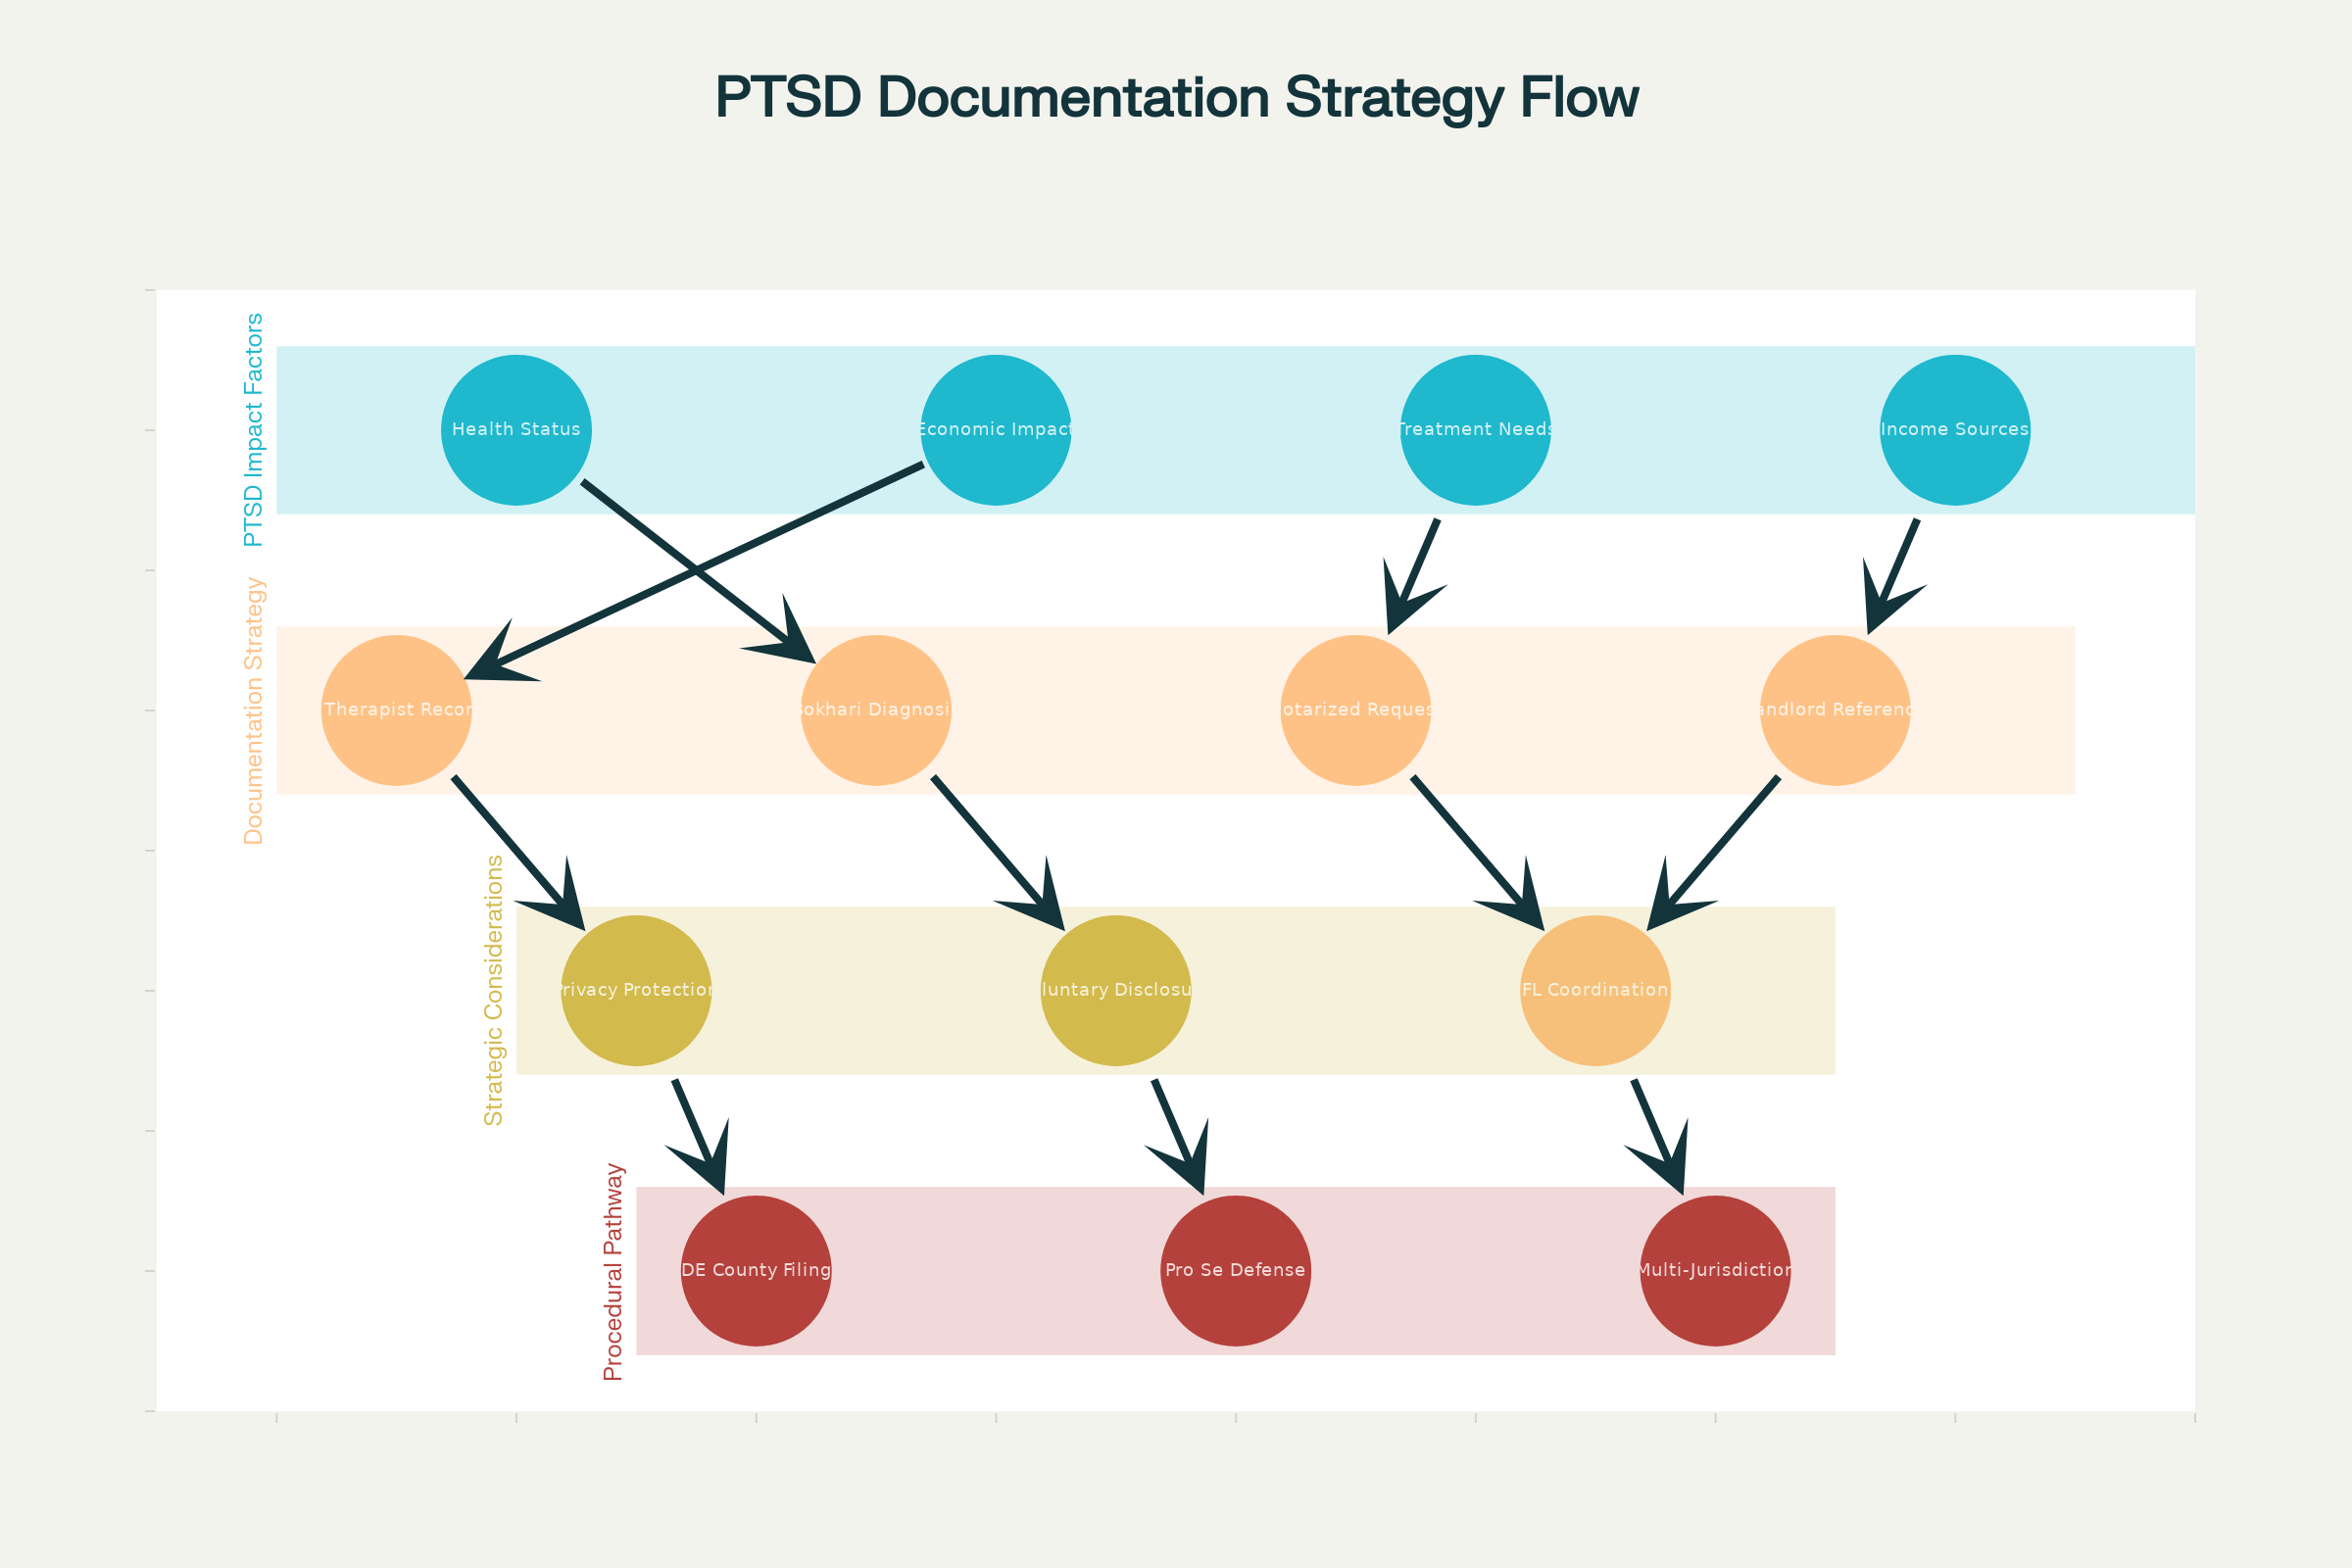 PTSD Documentation Strategy Flow
PTSD Impact Factors
Health Status
Economic Impact
Treatment Needs
Income Sources
Documentation Strategy
Therapist Recor
okhari Diagnosi
otarized Reques
andlord Referenc
Strategic Considerations
Privacy Protection
luntary Disclosu
FL Coordination
Procedural Pathway
DE County Filing
Pro Se Defense
Multi-Jurisdiction